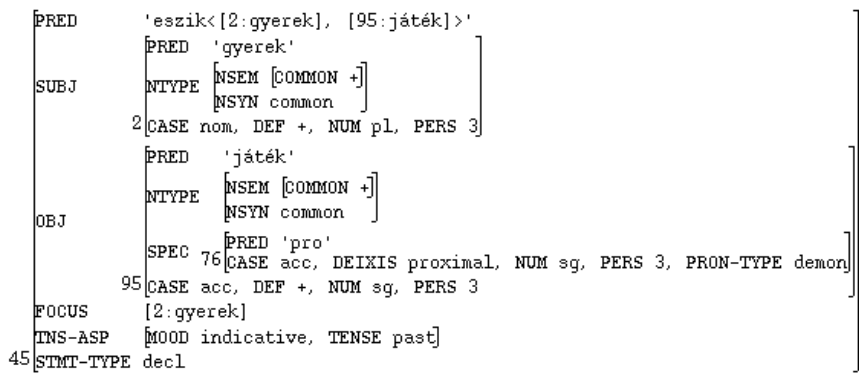 PRED 'eszik<[2:gyerek], [95:játék]>'
PRED 'gyerek'
SUBJ NTYPE NSEM [COMMON +]
NSYN common
2 CASE nom, DEF +, NUM pl, PERS 3
PRED 'játék'
NTYPE NSEM [COMMON +]
NSYN common
OBJ
SPEC 76 PRED 'pro'
CASE acc, DEIXIS proximal, NUM sg, PERS 3, PRON-TYPE demon
95 CASE acc, DEF +, NUM sg, PERS 3
FOCUS [2:gyerek]
TNS-ASP [MOOD indicative, TENSE past]
45 STMT-TYPE decl